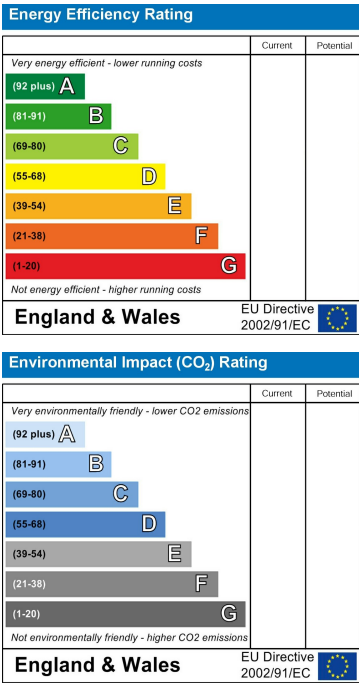 Energy Efficiency Rating
Current Potential
Very energy efficient - lower running costs
(92 plus) A
(81-91) B
(69-80) C
(55-68) D
(39-54) E
(21-38) F
(1-20) G
Not energy efficient - higher running costs
England & Wales
EU Directive
2002/91/EC
Environmental Impact (CO₂) Rating
Current Potential
Very environmentally friendly - lower CO2 emissions
(92 plus) A
(81-91) B
(69-80) C
(55-68) D
(39-54) E
(21-38) F
(1-20) G
Not environmentally friendly - higher CO2 emissions
England & Wales
EU Directive
2002/91/EC